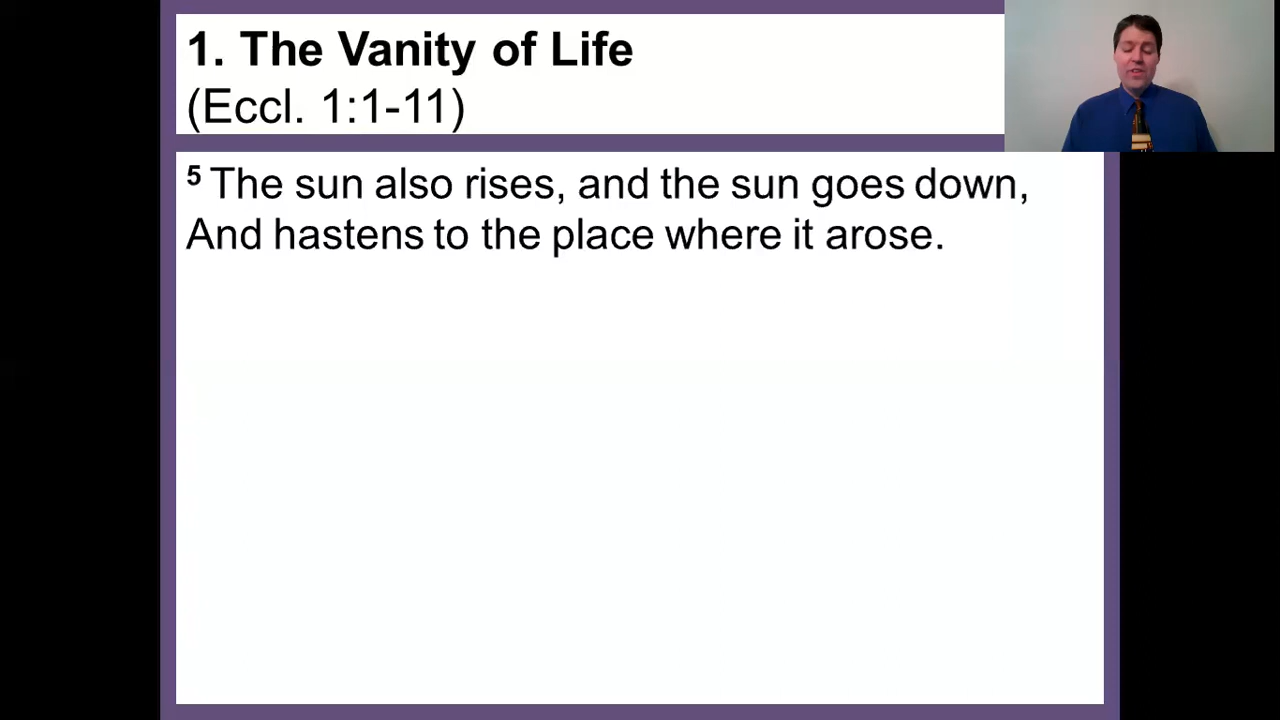 1. The Vanity of Life
(Eccl. 1:1-11)
5 The sun also rises, and the sun goes down,
And hastens to the place where it arose.